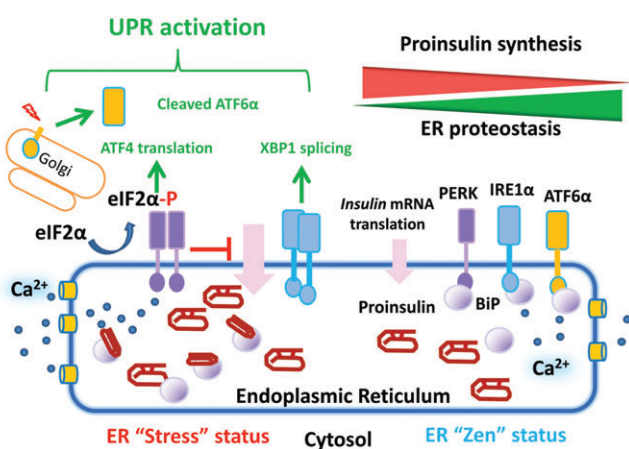 UPR activation
Proinsulin synthesis
ER proteostasis
Cleaved ATF6α
Golgi
ATF4 translation
XBP1 splicing
eIF2α-P
eIF2α
Insulin mRNA
translation
PERK
IRE1α
ATF6α
Ca2+
Proinsulin
BiP
Ca2+
Endoplasmic Reticulum
ER “Stress” status
Cytosol
ER “Zen” status